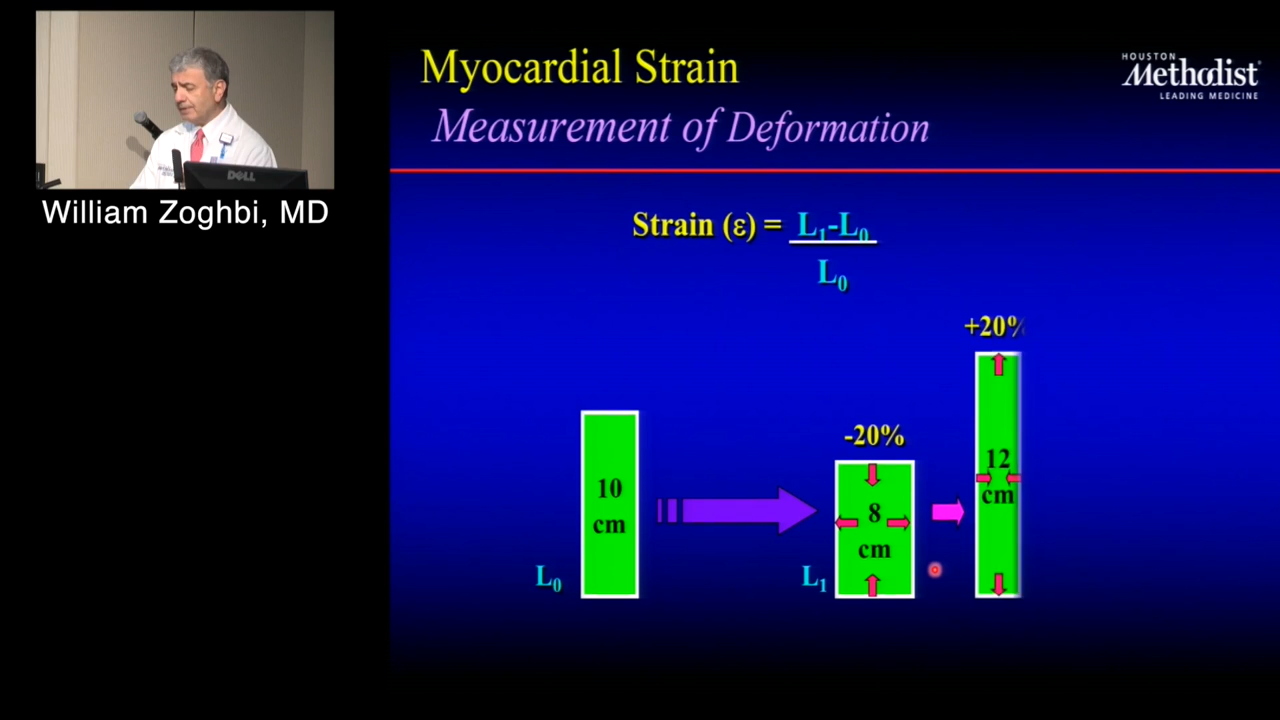 Myocardial Strain
Measurement of Deformation
HOUSTON
Methodist
LEADING MEDICINE
DELL
William Zoghbi, MD
Strain (ε) = L₁-L₀
L₀
+20%
-20%
10
cm
8
cm
12
cm
L₀
L₁